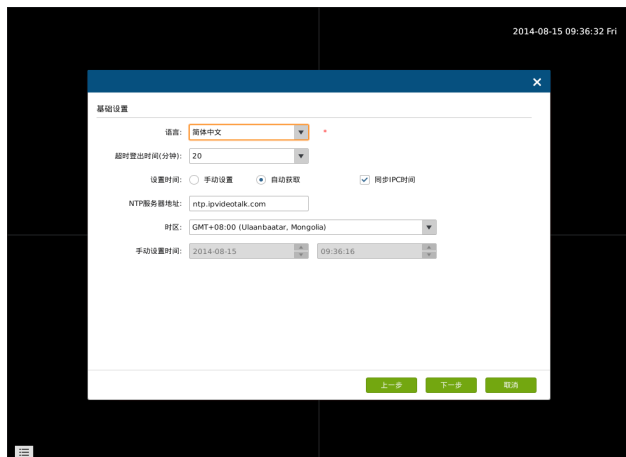 2014-08-15 09:36:32 Fri
基础设置
语言: 简体中文 *
超时登出时间(分钟): 20
设置时间: 手动设置 自动获取 同步IPC时间
NTP服务器地址: ntp.ipvideotalk.com
时区: GMT+08:00 (Ulaanbaatar, Mongolia)
手动设置时间: 2014-08-15 09:36:16
上一步 下一步 取消